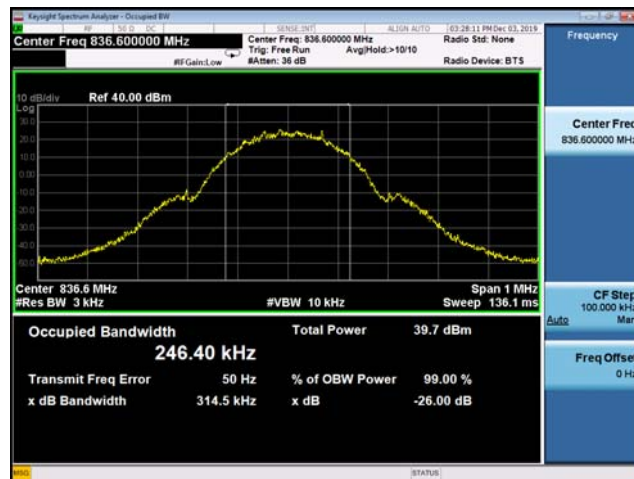 Keysight Spectrum Analyzer - Occupied BW
RF 50 Ω DC SENSE:INT ALIGN AUTO 03:28:11 PM Dec 03, 2019
Center Freq 836.600000 MHz
Center Freq: 836.600000 MHz Radio Std: None
Trig: Free Run Avg|Hold:>10/10
#IFGain:Low #Atten: 36 dB Radio Device: BTS
10 dB/div Ref 40.00 dBm
Log
30.0
20.0
10.0
0.00
10.0
20.0
30.0
40.0
50.0
Center 836.6 MHz Span 1 MHz
#Res BW 3 kHz #VBW 10 kHz Sweep 136.1 ms
Occupied Bandwidth Total Power 39.7 dBm
246.40 kHz
Transmit Freq Error 50 Hz % of OBW Power 99.00 %
x dB Bandwidth 314.5 kHz x dB -26.00 dB
MSG STATUS
Frequency
Center Freq
836.600000 MHz
CF Step
100.000 kHz
Auto Man
Freq Offset
0 Hz